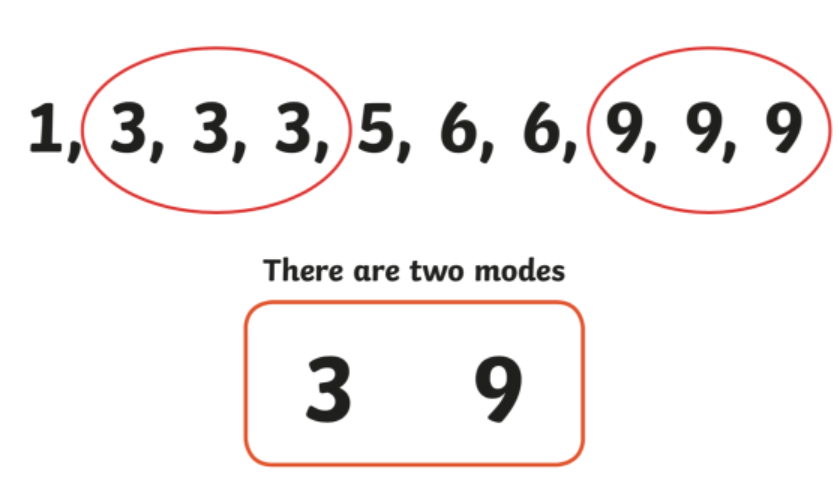 1, 3, 3, 3, 5, 6, 6, 9, 9, 9
There are two modes
3 9